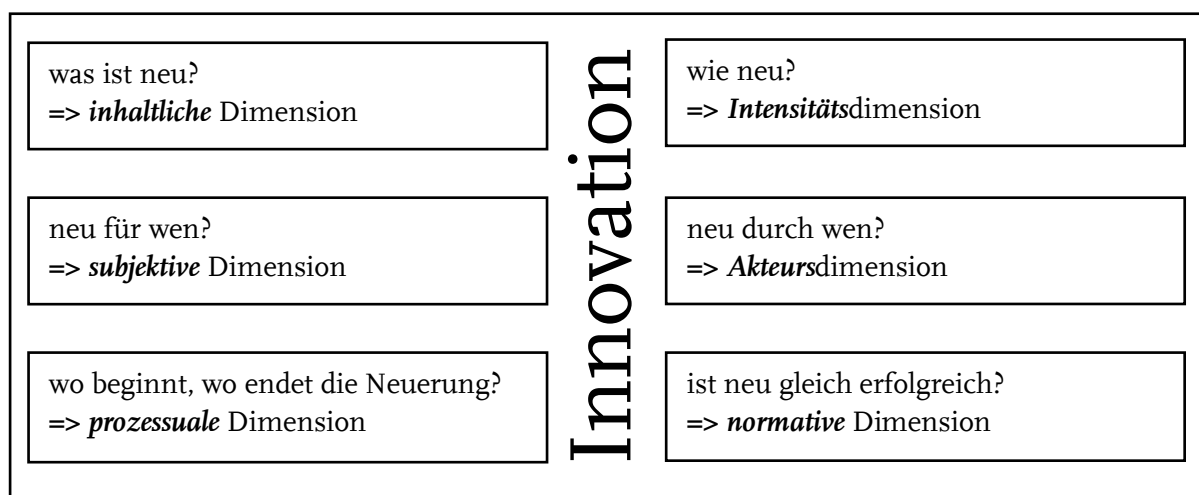 was ist neu?
=> inhaltliche Dimension
neu für wen?
=> subjektive Dimension
wo beginnt, wo endet die Neuerung?
=> prozessuale Dimension
Innovation
wie neu?
=> Intensitätsdimension
neu durch wen?
=> Akteursdimension
ist neu gleich erfolgreich?
=> normative Dimension